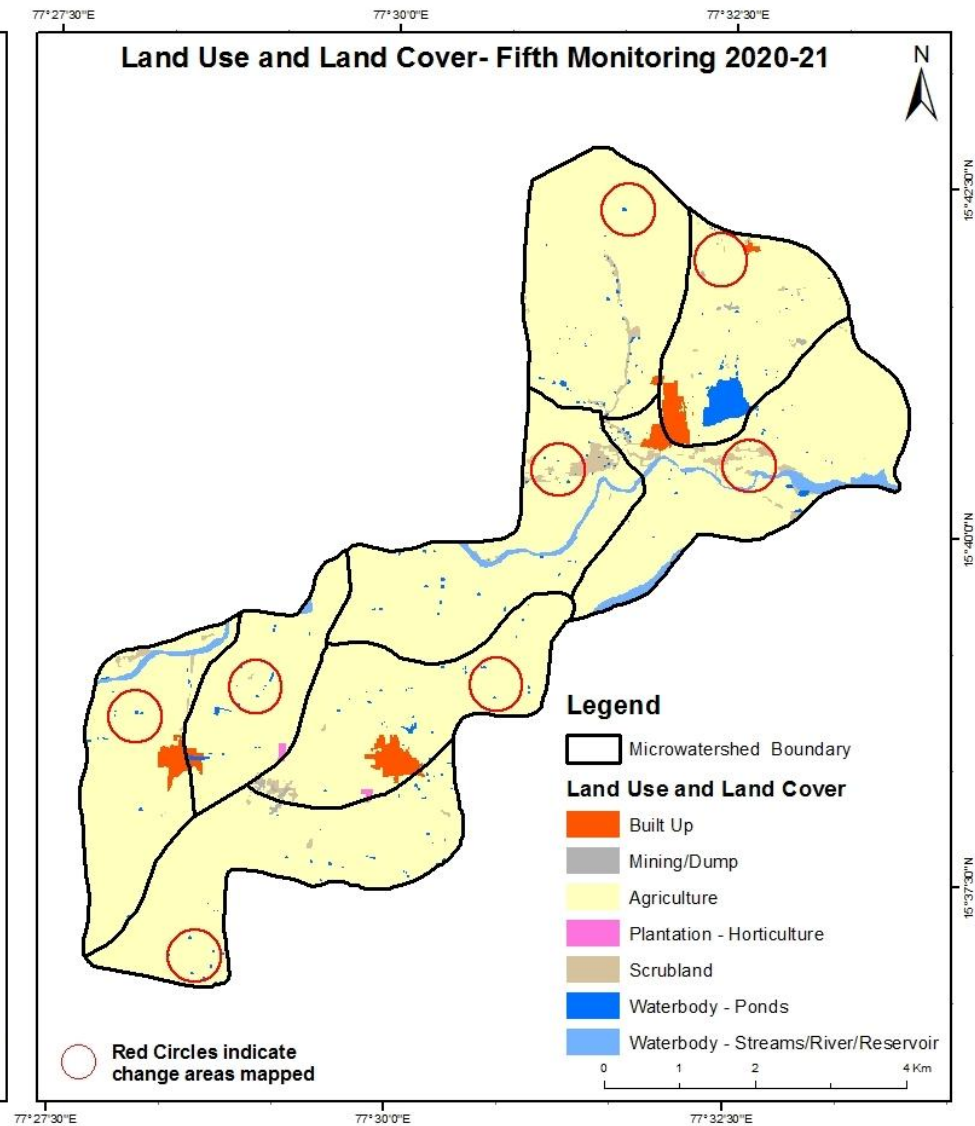 77°27'30"E 77°30'0"E 77°32'30"E
Land Use and Land Cover- Fifth Monitoring 2020-21
N
15°42'30"N
15°40'0"N
15°37'30"N
Legend
Microwatershed Boundary
Land Use and Land Cover
Built Up
Mining/Dump
Agriculture
Plantation - Horticulture
Scrubland
Waterbody - Ponds
Waterbody - Streams/River/Reservoir
0 1 2 4 Km
Red Circles indicate
change areas mapped
77°27'30"E 77°30'0"E 77°32'30"E